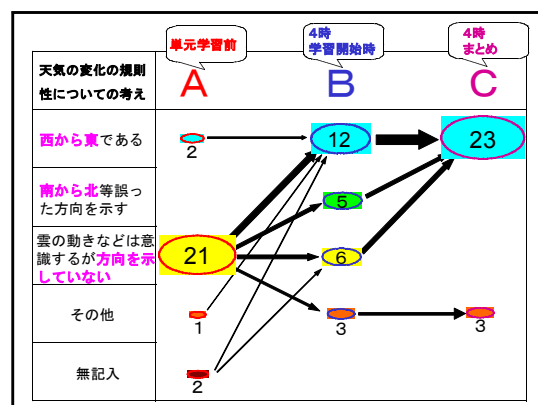 単元学習前
4時
学習開始時
4時
まとめ
天気の変化の規則
性についての考え
A
B
C
西から東である
2
12
23
南から北等誤っ
た方向を示す
5
雲の動きなどは意
識するが方向を示
していない
21
6
その他
1
3
3
無記入
2